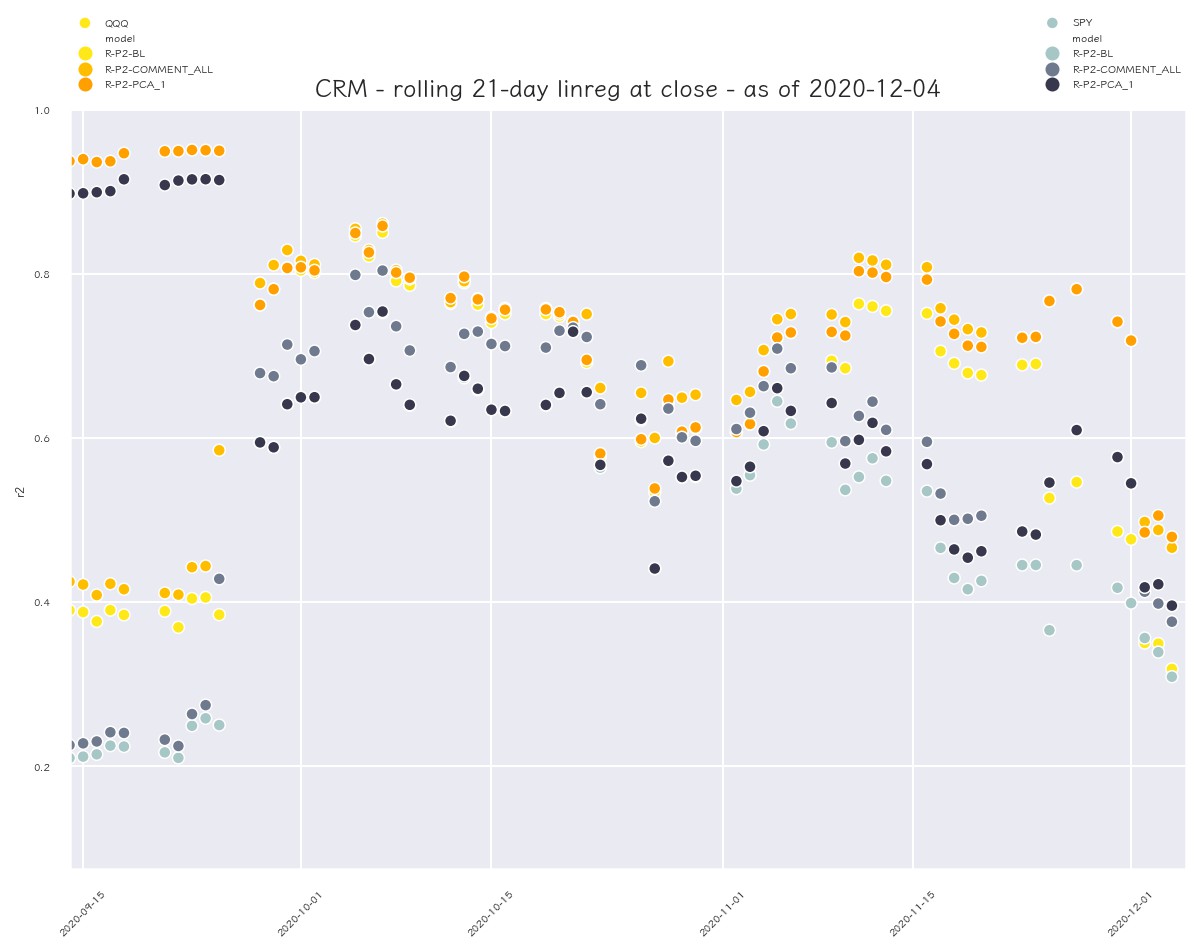 QQQ
model
R-P2-BL
R-P2-COMMENT_ALL
R-P2-PCA_1
SPY
model
R-P2-BL
R-P2-COMMENT_ALL
R-P2-PCA_1
CRM - rolling 21-day linreg at close - as of 2020-12-04
1.0
0.8
0.6
0.4
0.2
r2
2020-09-15
2020-10-01
2020-10-15
2020-11-01
2020-11-15
2020-12-01